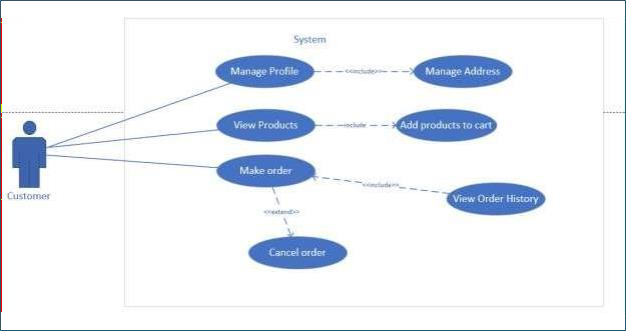 System
Manage Profile
<<include>>
Manage Address
View Products
include
Add products to cart
Make order
<<include>>
View Order History
Customer
<<extend>>
Cancel order